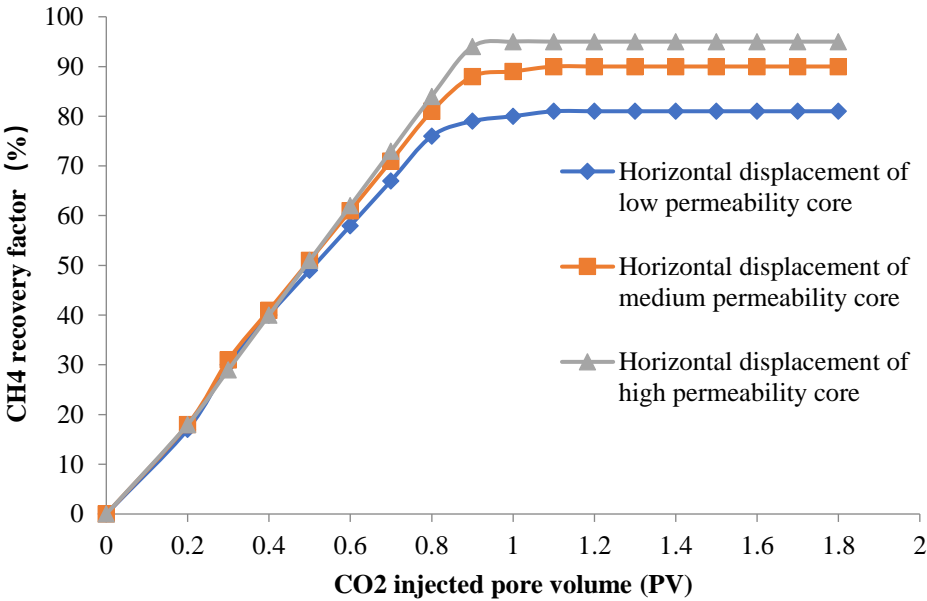 100
90
80
70
60
50
40
30
20
10
0
CH4 recovery factor (%)
0 0.2 0.4 0.6 0.8 1 1.2 1.4 1.6 1.8 2
CO2 injected pore volume (PV)
Horizontal displacement of
low permeability core
Horizontal displacement of
medium permeability core
Horizontal displacement of
high permeability core